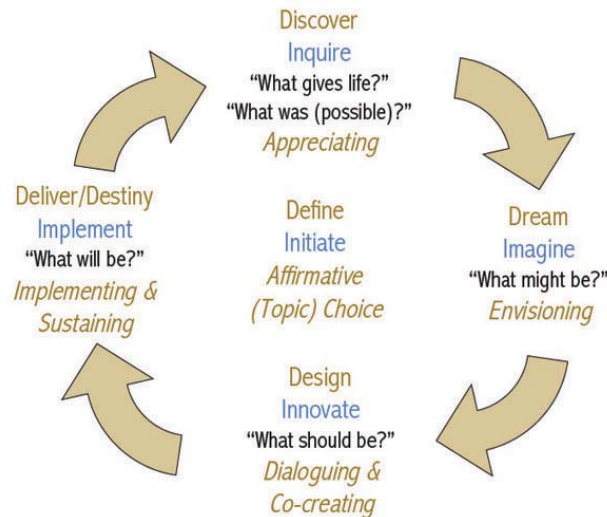 Discover
Inquire
“What gives life?”
“What was (possible)?”
Appreciating
Dream
Imagine
“What might be?”
Envisioning
Design
Innovate
“What should be?”
Dialoguing &
Co-creating
Deliver/Destiny
Implement
“What will be?”
Implementing &
Sustaining
Define
Initiate
Affirmative
(Topic) Choice